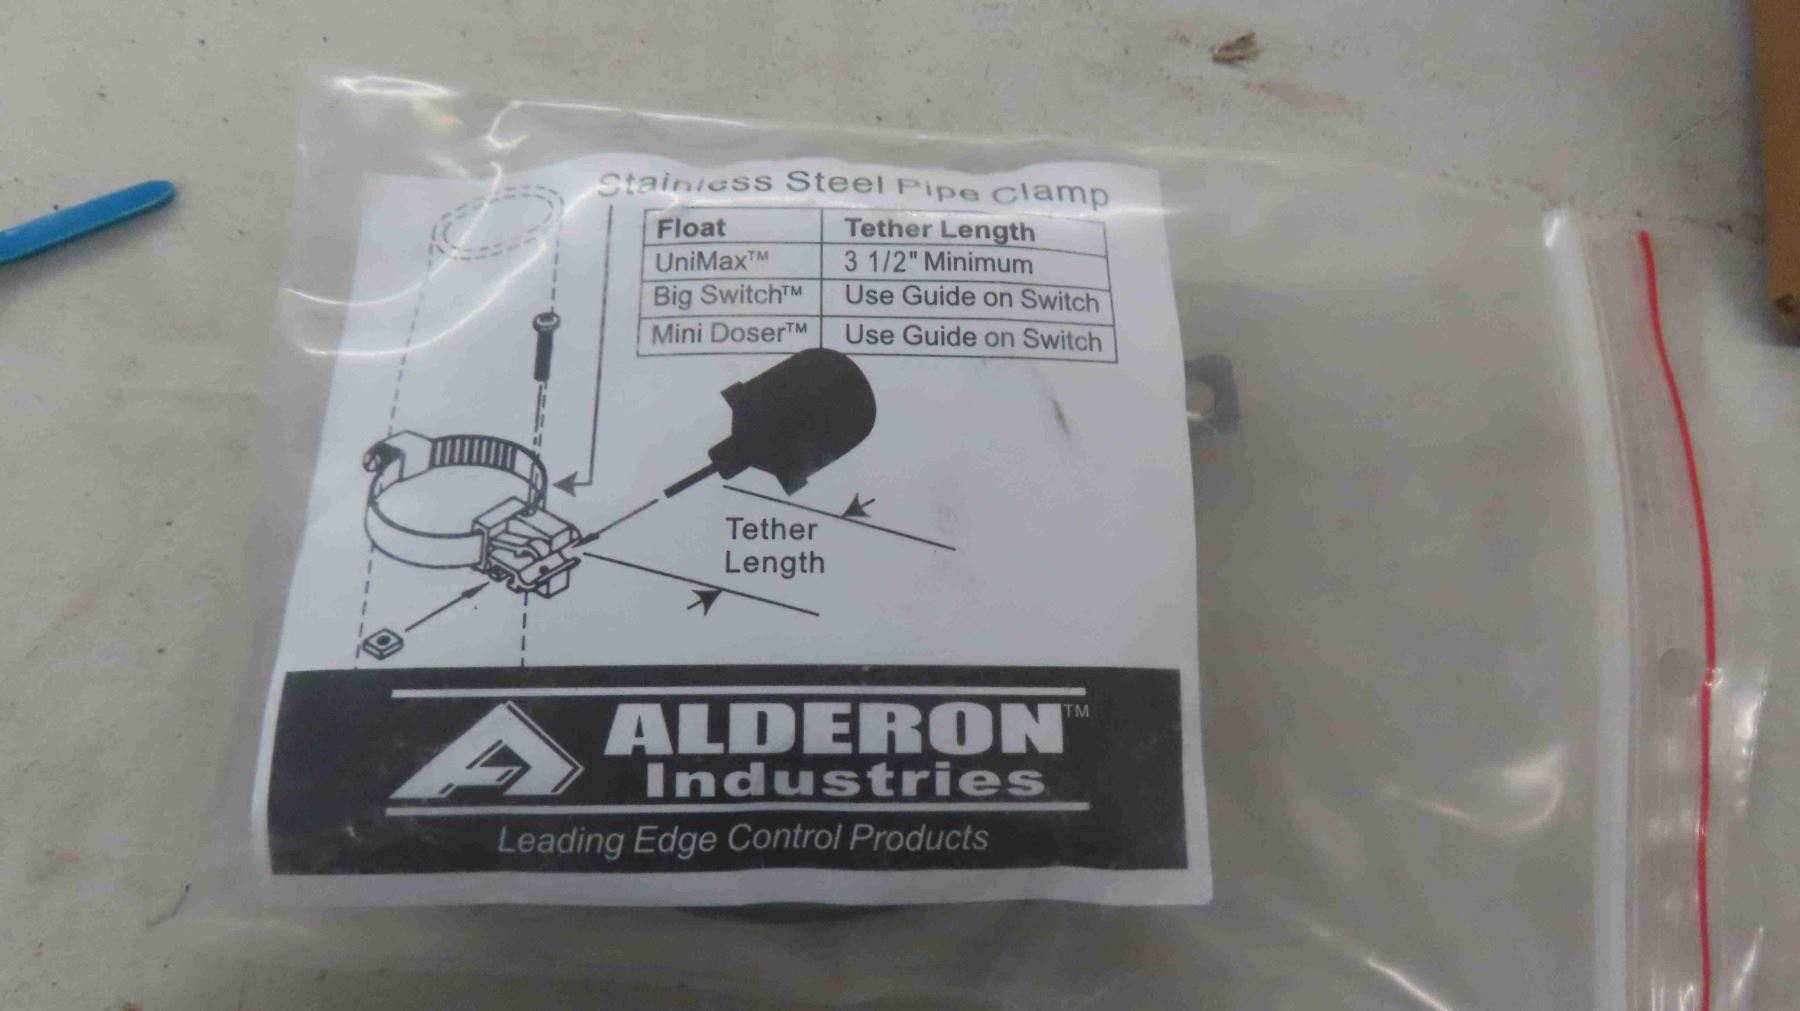 Stainless Steel Pipe Clamp
Float Tether Length
UniMax™ 3 1/2" Minimum
Big Switch™ Use Guide on Switch
Mini Doser™ Use Guide on Switch
Tether
Length
ALDERON™
Industries
Leading Edge Control Products